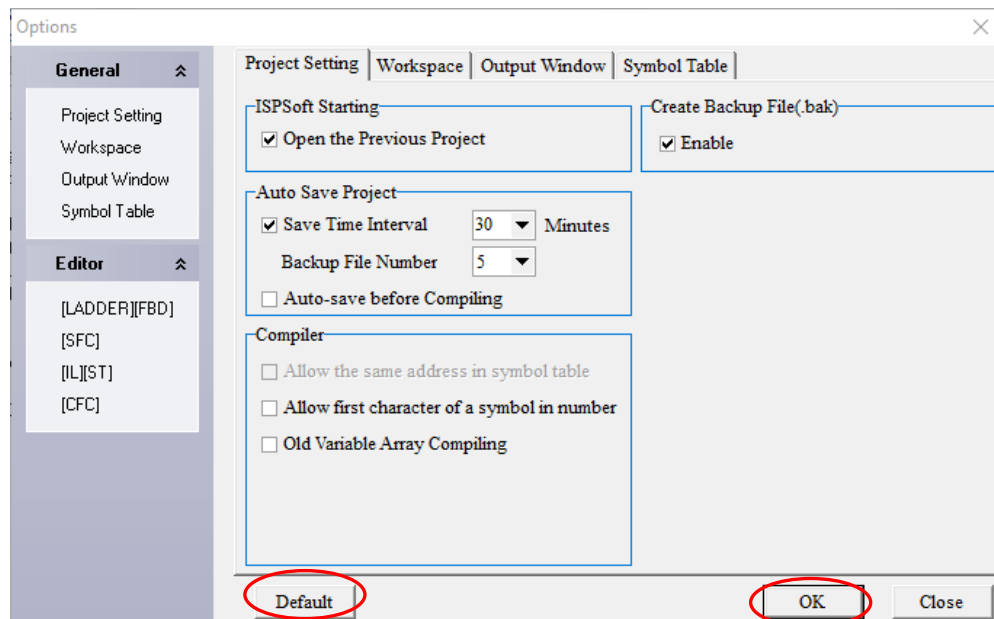 Options
General
Project Setting
Workspace
Output Window
Symbol Table
Editor
[LADDER][FBD]
[SFC]
[IL][ST]
[CFC]
Project Setting Workspace Output Window Symbol Table
ISPSoft Starting
Open the Previous Project
Create Backup File(.bak)
Enable
Auto Save Project
Save Time Interval 30 Minutes
Backup File Number 5
Auto-save before Compiling
Compiler
Allow the same address in symbol table
Allow first character of a symbol in number
Old Variable Array Compiling
Default OK Close